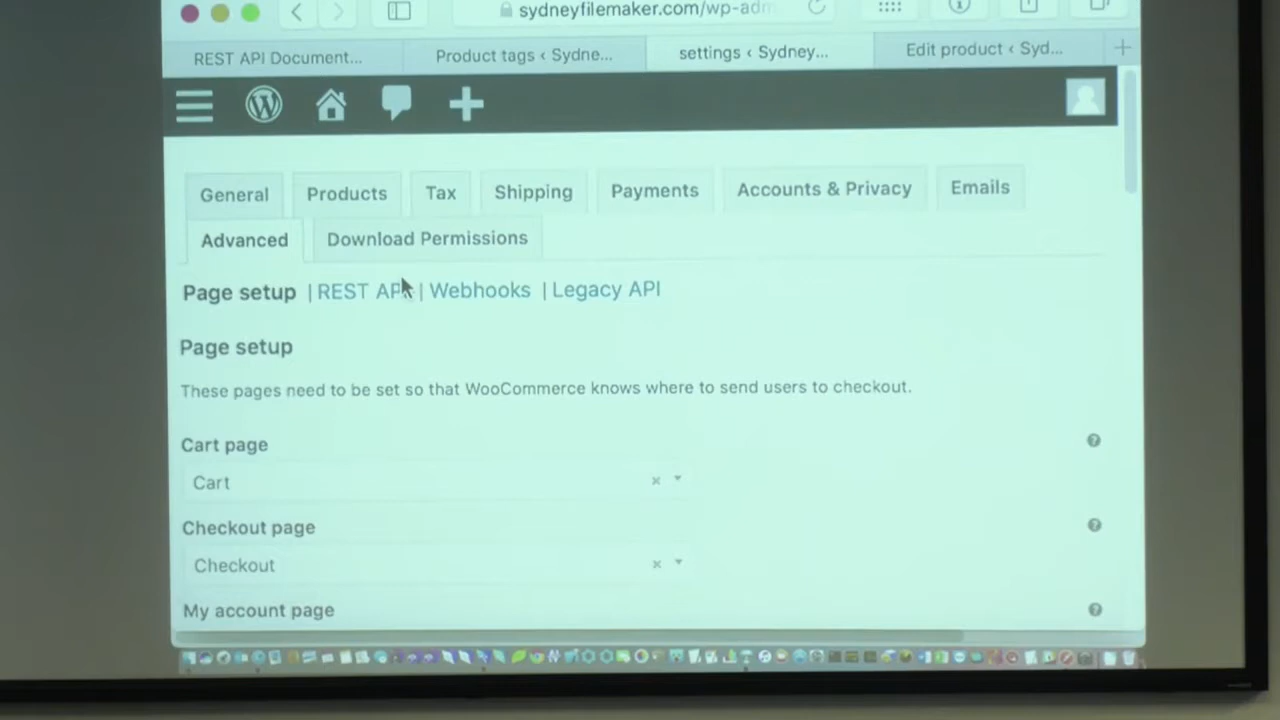 sydneyfilemaker.com/wp-adm
REST API Document... Product tags ‹ Sydne... settings ‹ Sydney... Edit product ‹ Syd...
General Products Tax Shipping Payments Accounts & Privacy Emails
Advanced Download Permissions
Page setup | REST API | Webhooks | Legacy API
Page setup
These pages need to be set so that WooCommerce knows where to send users to checkout.
Cart page
Cart
Checkout page
Checkout
My account page